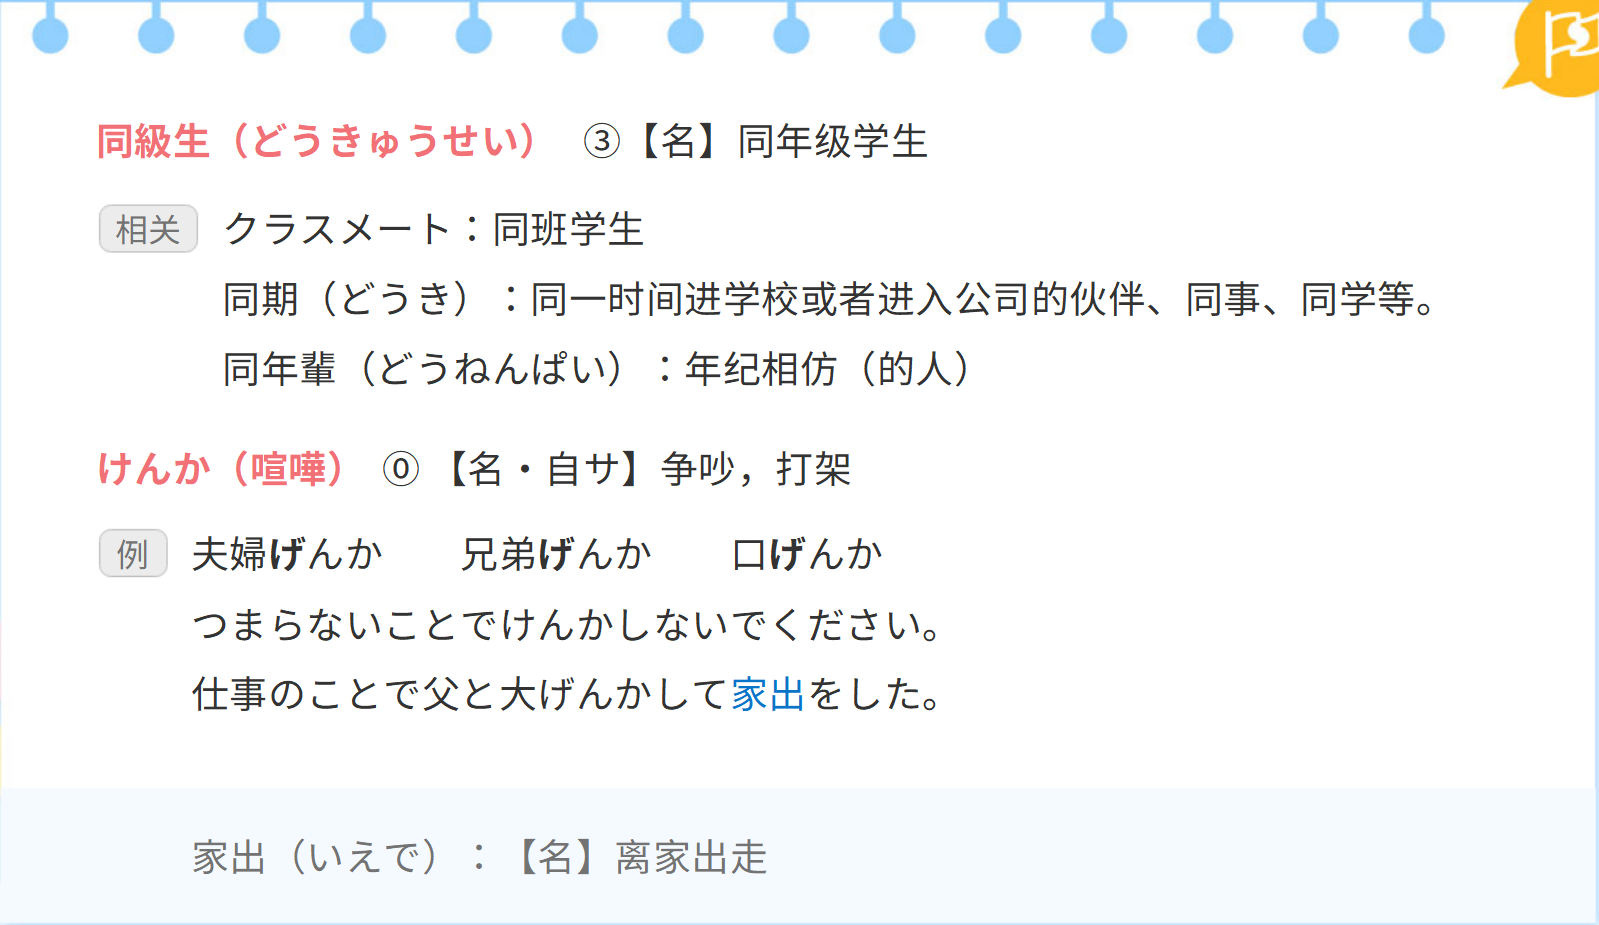 同級生（どうきゅうせい） ③【名】同年级学生
相关 クラスメート：同班学生
同期（どうき）：同一时间进学校或者进入公司的伙伴、同事、同学等。
同年輩（どうねんぱい）：年纪相仿（的人）
けんか（喧嘩） ⓪【名・自サ】争吵，打架
例 夫婦げんか 兄弟げんか 口げんか
つまらないことでけんかしないでください。
仕事のことで父と大げんかして家出をした。
家出（いえで）：【名】离家出走